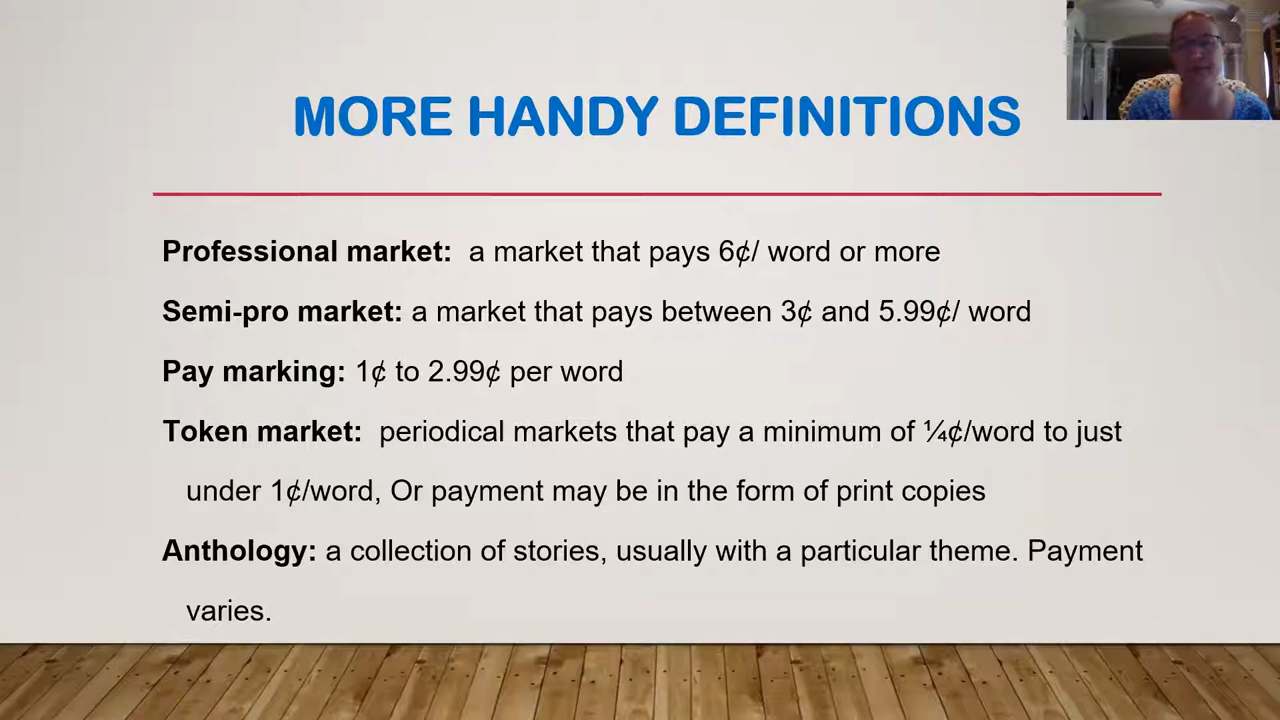 MORE HANDY DEFINITIONS
Professional market: a market that pays 6¢/ word or more
Semi-pro market: a market that pays between 3¢ and 5.99¢/ word
Pay marking: 1¢ to 2.99¢ per word
Token market: periodical markets that pay a minimum of ¼¢/word to just
under 1¢/word, Or payment may be in the form of print copies
Anthology: a collection of stories, usually with a particular theme. Payment
varies.